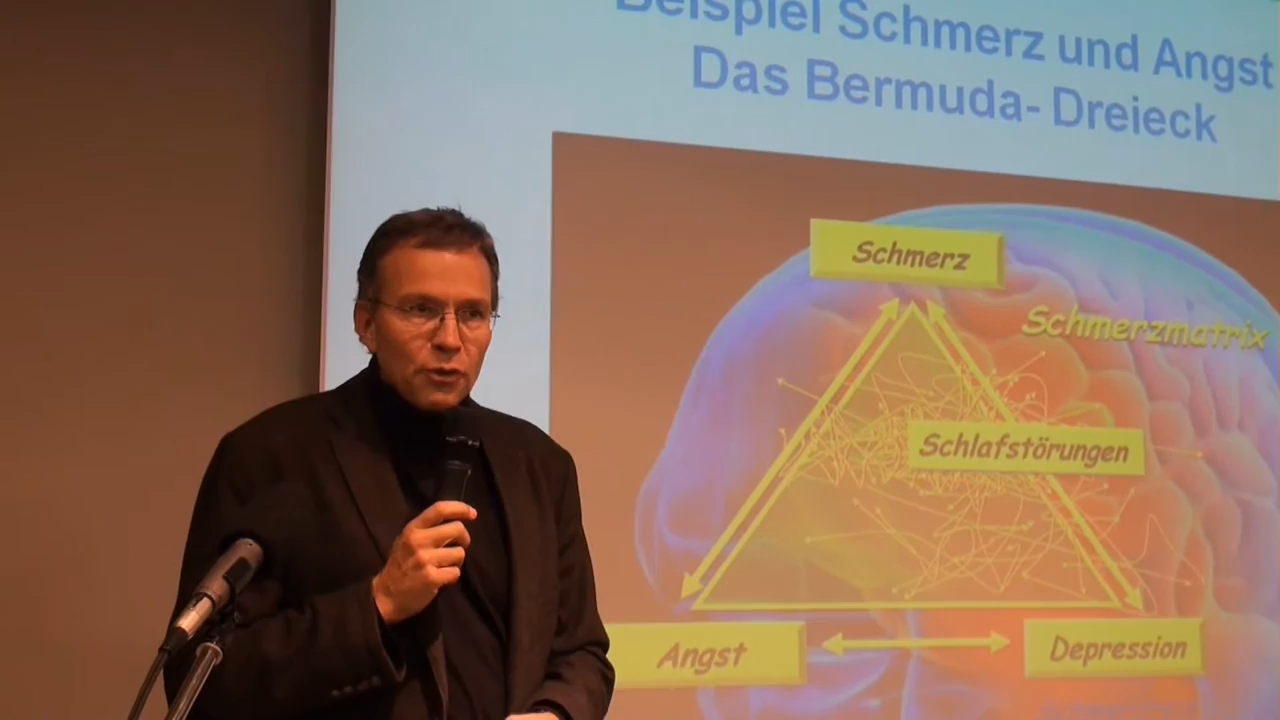 Beispiel Schmerz und Angst
Das Bermuda- Dreieck
Schmerz
Schmerzmatrix
Schlafstörungen
Angst
Depression